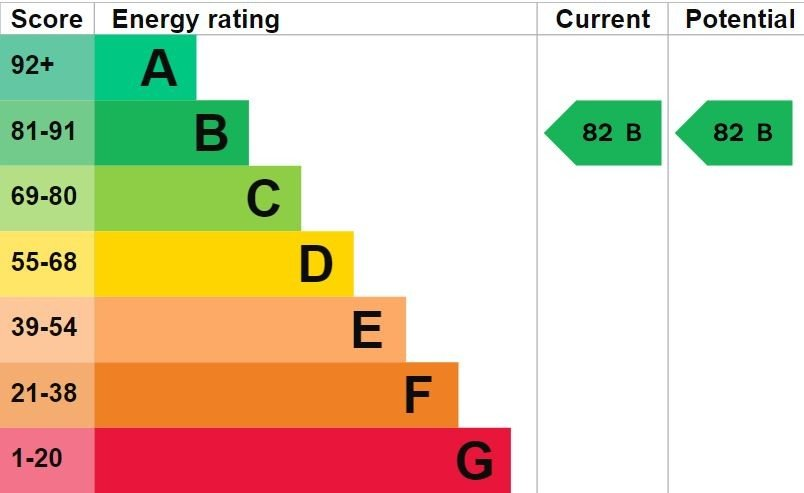 Score Energy rating Current Potential
92+ A
81-91 B 82 B 82 B
69-80 C
55-68 D
39-54 E
21-38 F
1-20 G